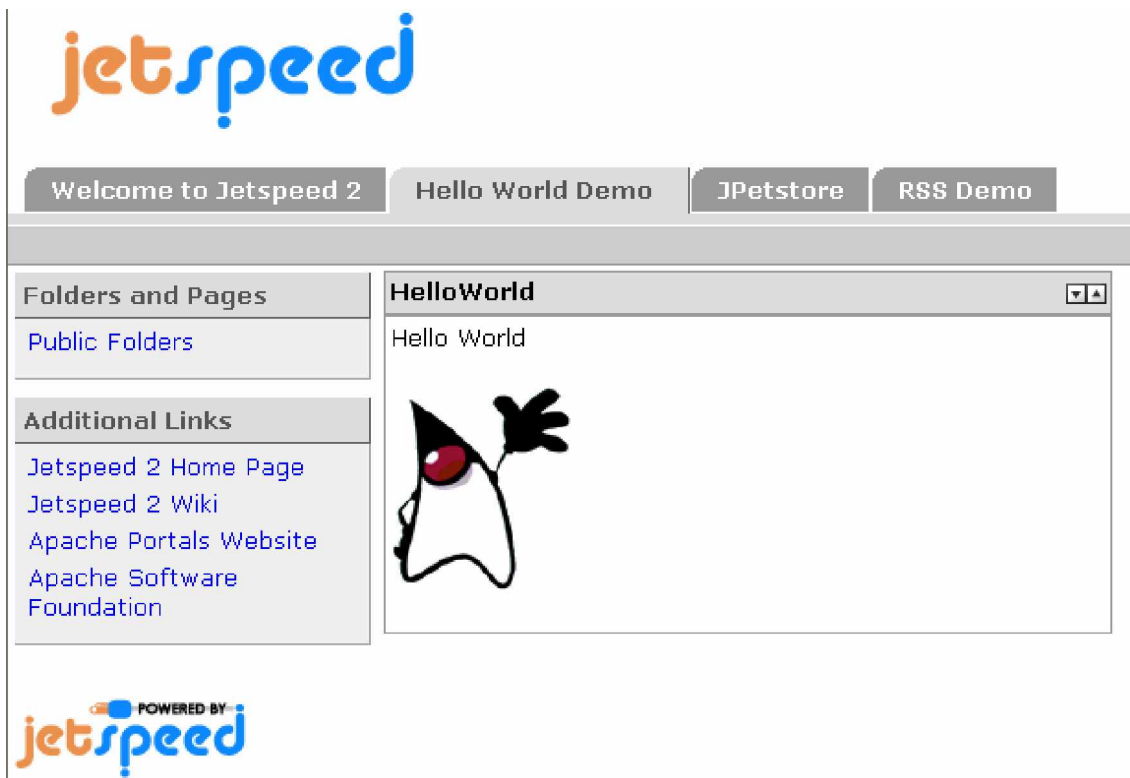 jetspeed
Welcome to Jetspeed 2
Hello World Demo
JPetstore
RSS Demo
Folders and Pages
Public Folders
Additional Links
Jetspeed 2 Home Page
Jetspeed 2 Wiki
Apache Portals Website
Apache Software
Foundation
HelloWorld
Hello World
POWERED BY
jetspeed